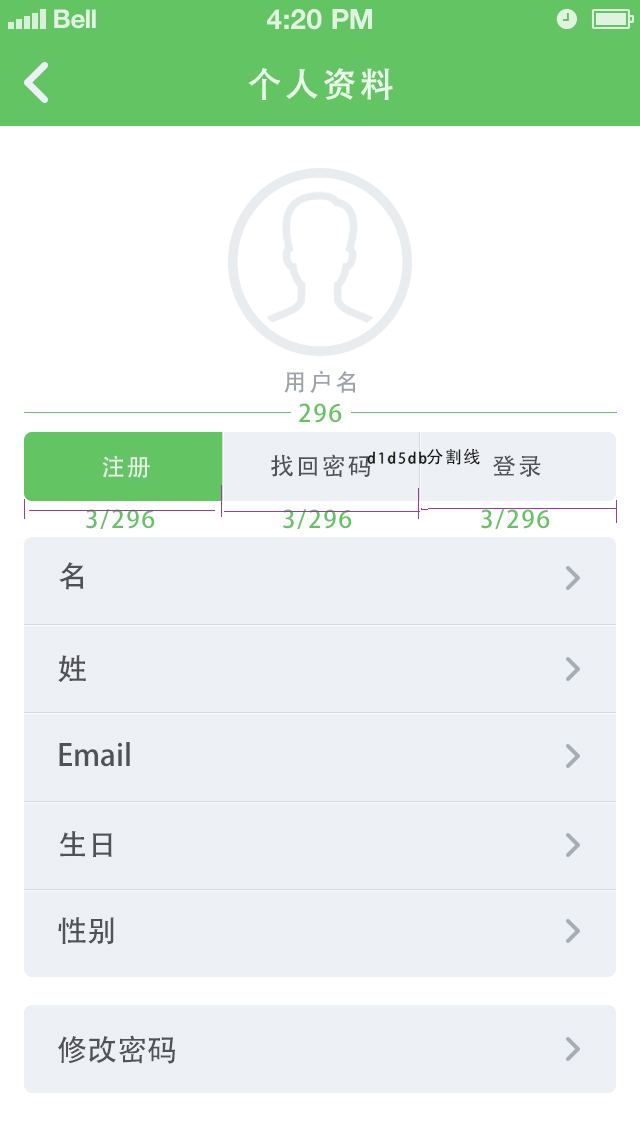 Bell 4:20 PM
个人资料
用户名
296
注册 找回密码 d1d5db分割线 登录
3/296 3/296 3/296
名
姓
Email
生日
性别
修改密码